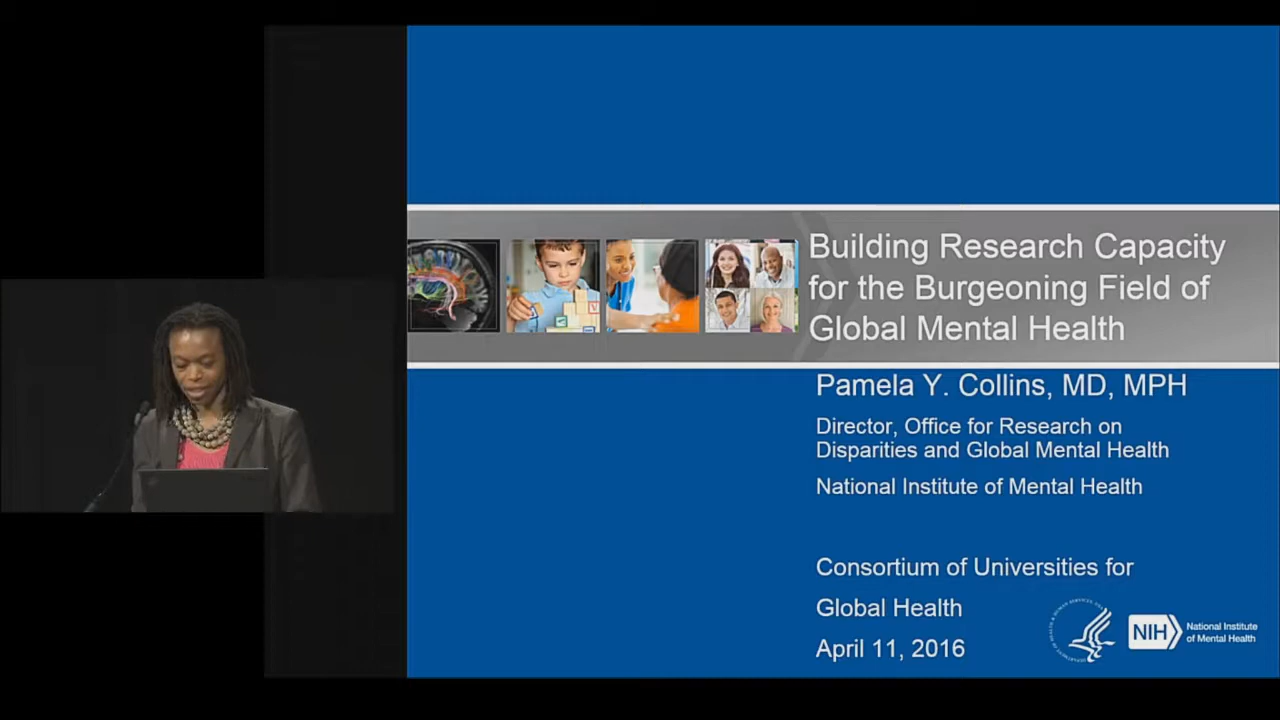 Building Research Capacity
for the Burgeoning Field of
Global Mental Health
Pamela Y. Collins, MD, MPH
Director, Office for Research on
Disparities and Global Mental Health
National Institute of Mental Health
Consortium of Universities for
Global Health
April 11, 2016
NIH
National Institute
of Mental Health